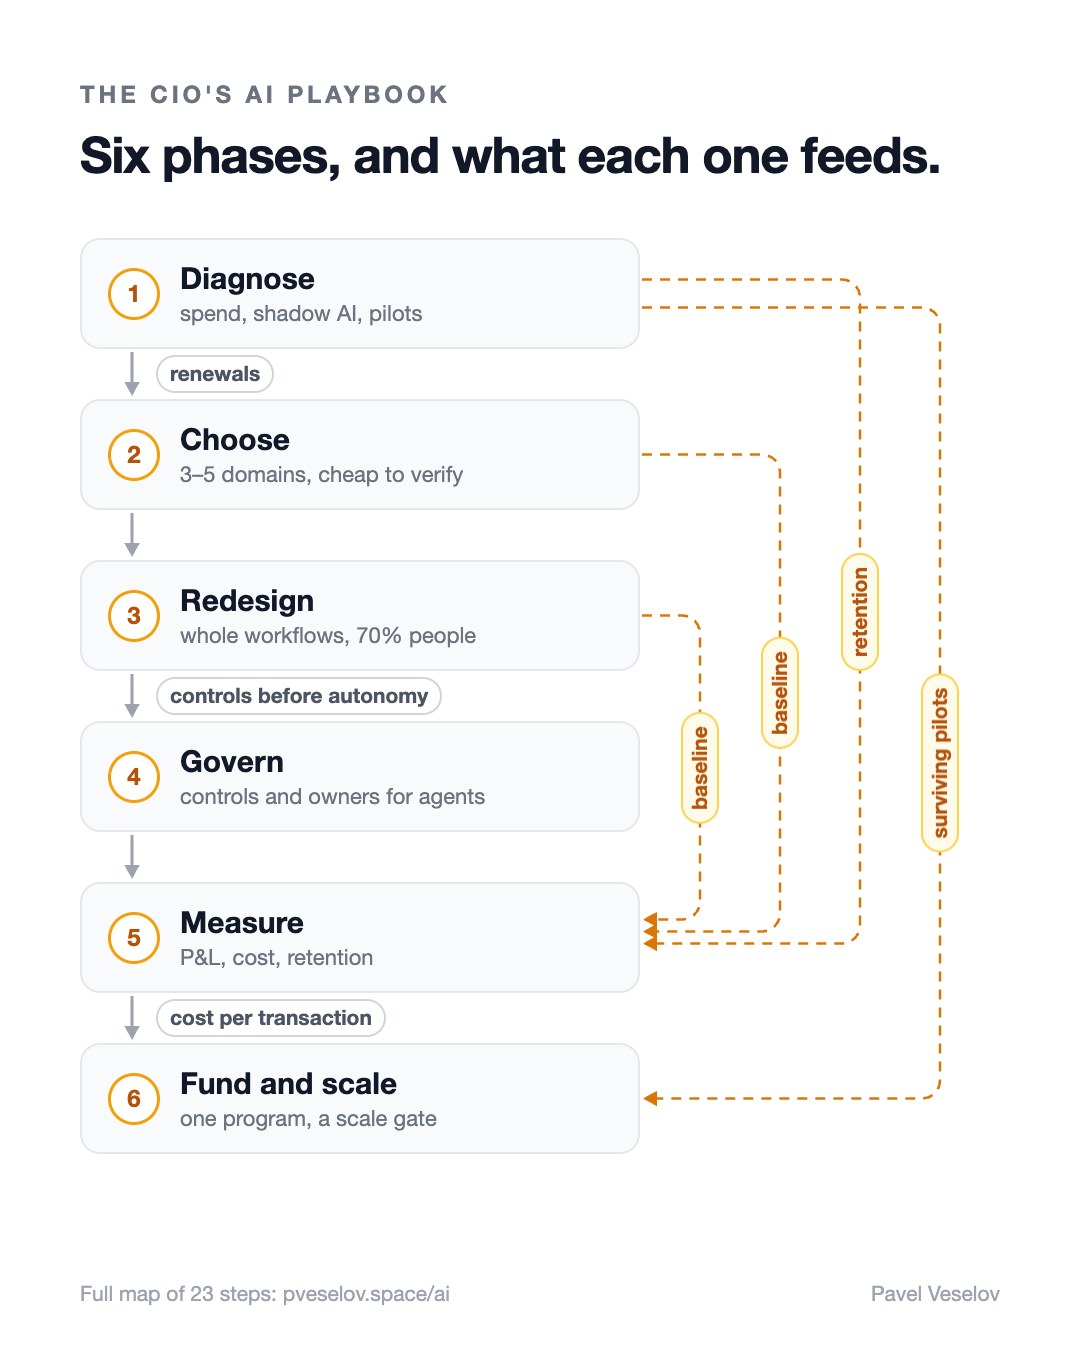 THE CIO'S AI PLAYBOOK
Six phases, and what each one feeds.
1
Diagnose
spend, shadow AI, pilots
renewals
2
Choose
3–5 domains, cheap to verify
3
Redesign
whole workflows, 70% people
controls before autonomy
4
Govern
controls and owners for agents
5
Measure
P&L, cost, retention
cost per transaction
6
Fund and scale
one program, a scale gate
baseline
baseline
retention
surviving pilots
Full map of 23 steps: pveselov.space/ai
Pavel Veselov